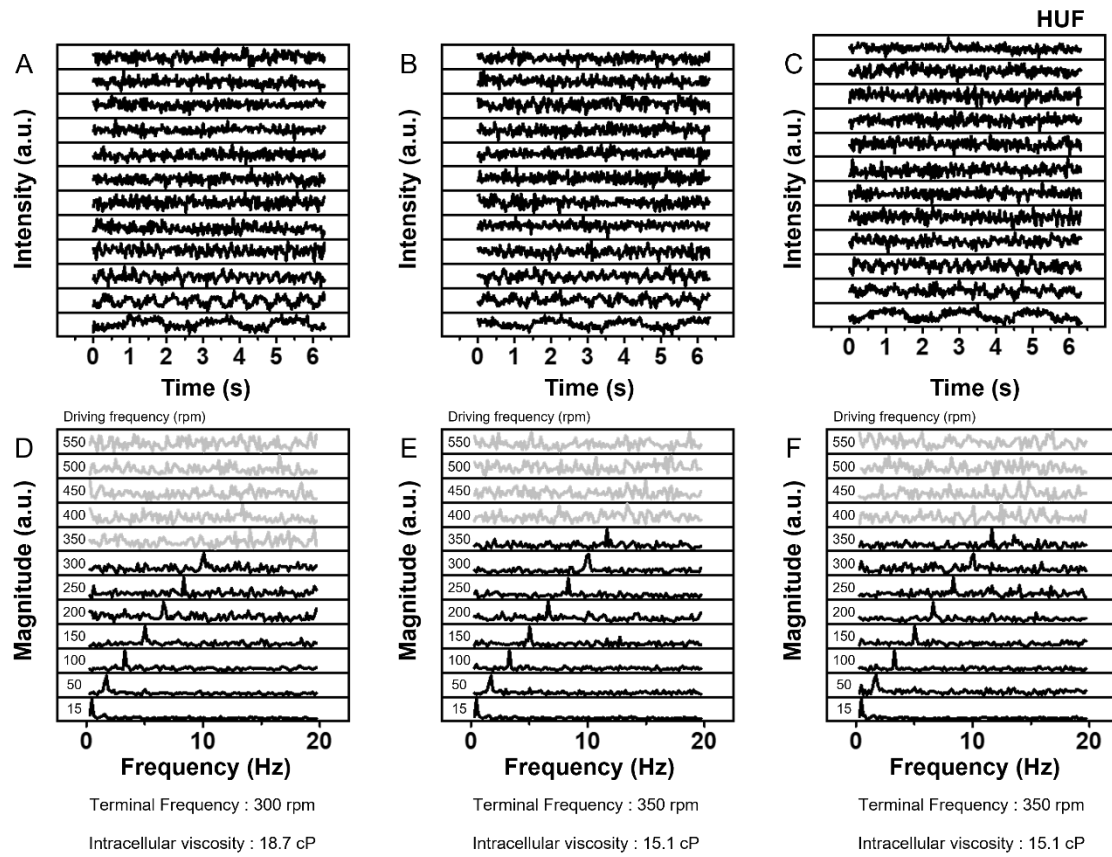 HUF
A
B
C
Intensity (a.u.)
Intensity (a.u.)
Intensity (a.u.)
0 1 2 3 4 5 6
0 1 2 3 4 5 6
0 1 2 3 4 5 6
Time (s)
Time (s)
Time (s)
Driving frequency (rpm)
Driving frequency (rpm)
Driving frequency (rpm)
D
E
F
Magnitude (a.u.)
550
500
450
400
350
300
250
200
150
100
50
15
Magnitude (a.u.)
550
500
450
400
350
300
250
200
150
100
50
15
Magnitude (a.u.)
550
500
450
400
350
300
250
200
150
100
50
15
0 10 20
0 10 20
0 10 20
Frequency (Hz)
Frequency (Hz)
Frequency (Hz)
Terminal Frequency : 300 rpm
Terminal Frequency : 350 rpm
Terminal Frequency : 350 rpm
Intracellular viscosity : 18.7 cP
Intracellular viscosity : 15.1 cP
Intracellular viscosity : 15.1 cP